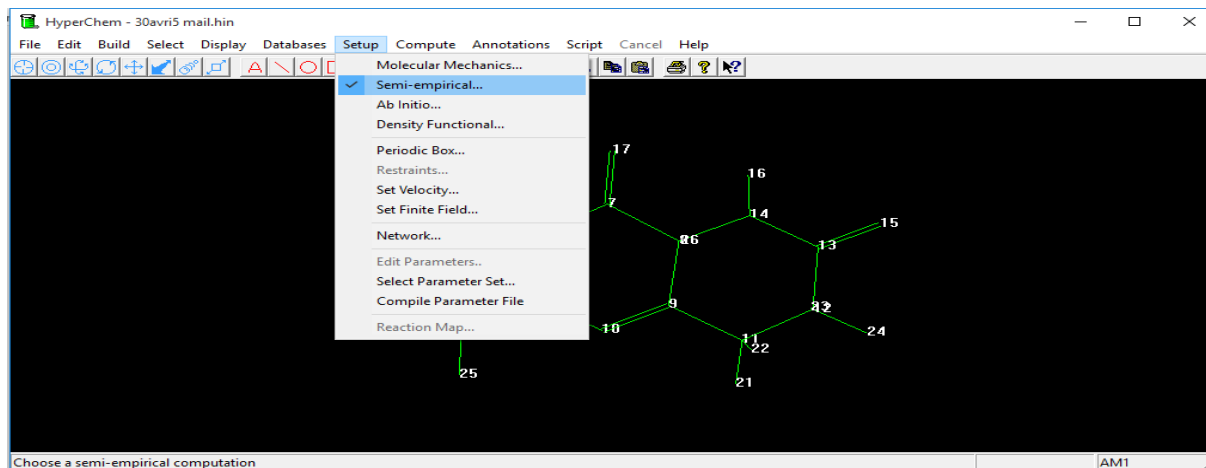 HyperChem - 30avri5 mail.hin
File Edit Build Select Display Databases Setup Compute Annotations Script Cancel Help
Molecular Mechanics...
Semi-empirical...
Ab Initio...
Density Functional...
Periodic Box...
Restraints...
Set Velocity...
Set Finite Field...
Network...
Edit Parameters..
Select Parameter Set...
Compile Parameter File
Reaction Map...
17
16
7
14
15
13
9
10
24
11
22
25
21
Choose a semi-empirical computation AM1